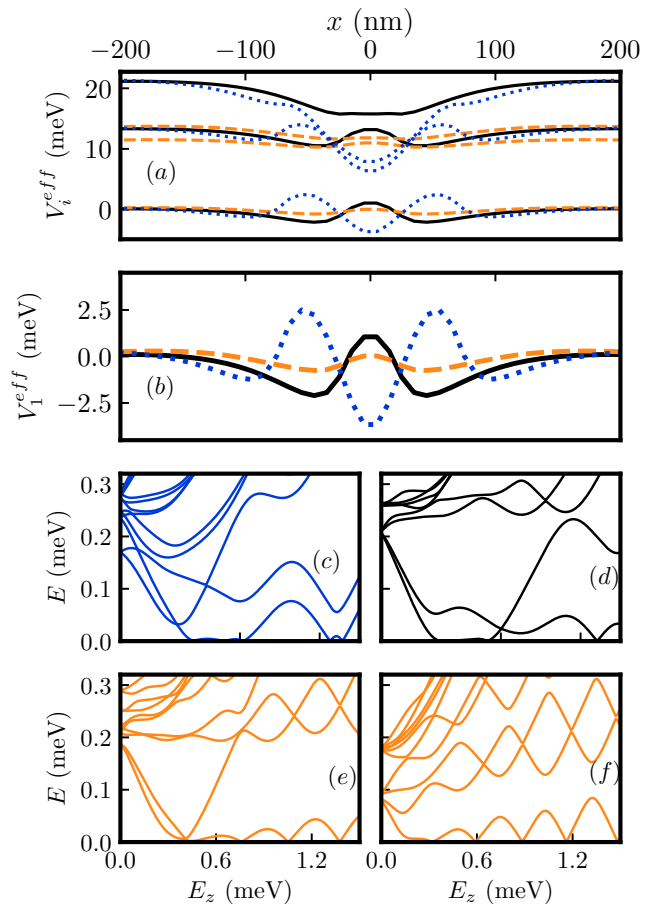 x (nm)
−200 −100 0 100 200
V_i^{eff} (meV)
20
10
0
(a)
V_1^{eff} (meV)
2.5
0.0
−2.5
(b)
E (meV)
0.3
0.2
0.1
0.0
(c)
(d)
E (meV)
0.3
0.2
0.1
0.0
(e)
(f)
0.0 0.6 1.2 0.0 0.6 1.2
E_z (meV) E_z (meV)